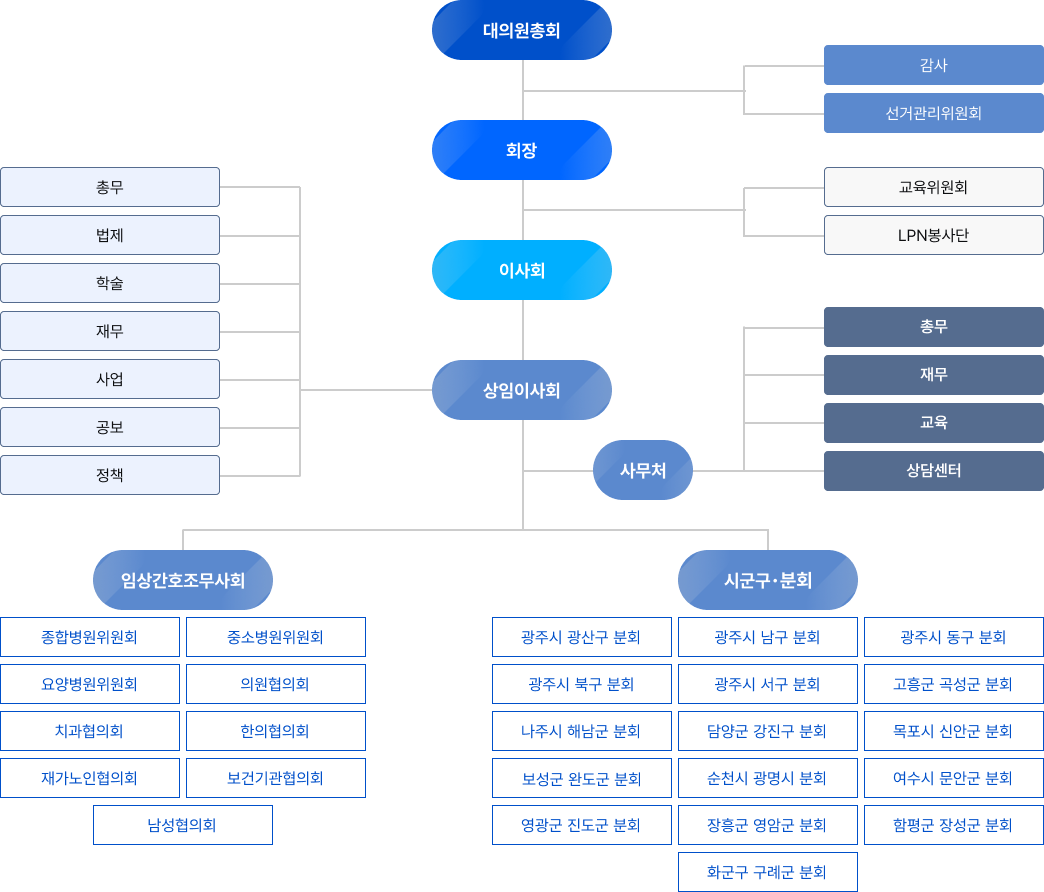 대의원총회
감사
선거관리위원회
회장
교육위원회
LPN봉사단
이사회
상임이사회
총무
법제
학술
재무
사업
공보
정책
사무처
총무
재무
교육
상담센터
임상간호조무사회
종합병원위원회 중소병원위원회
요양병원위원회 의원협의회
치과협의회 한의협의회
재가노인협의회 보건기관협의회
남성협의회
시군구·분회
광주시 광산구 분회 광주시 남구 분회 광주시 동구 분회
광주시 북구 분회 광주시 서구 분회 고흥군 곡성군 분회
나주시 해남군 분회 담양군 강진구 분회 목포시 신안군 분회
보성군 완도군 분회 순천시 광명시 분회 여수시 문안군 분회
영광군 진도군 분회 장흥군 영암군 분회 함평군 장성군 분회
화군구 구례군 분회